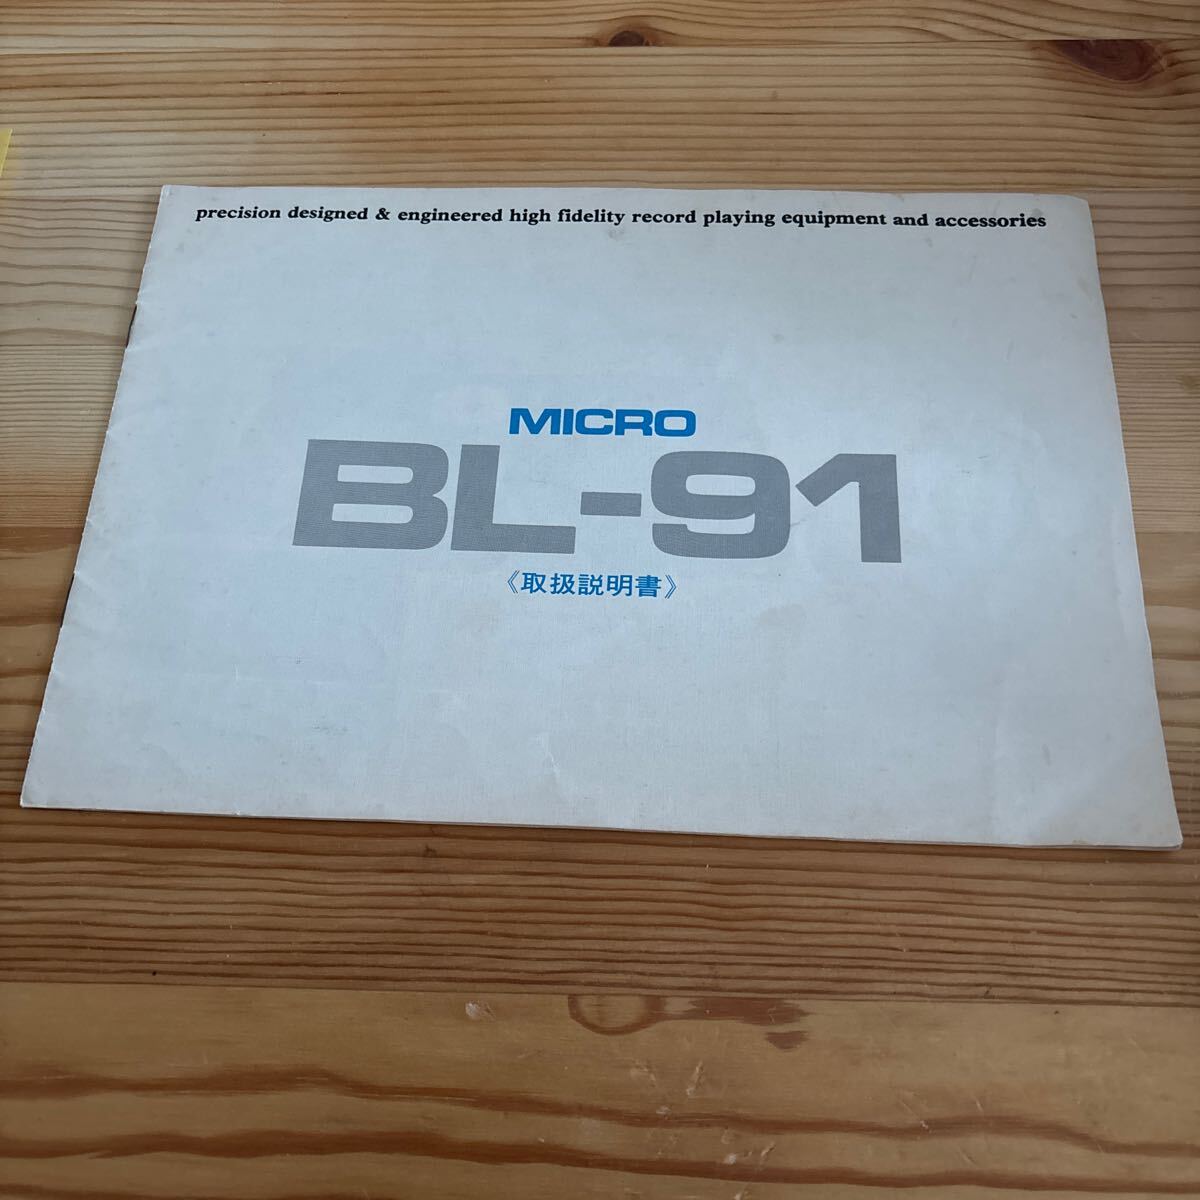 precision designed & engineered high fidelity record playing equipment and accessories
MICRO
BL-91
《取扱説明書》